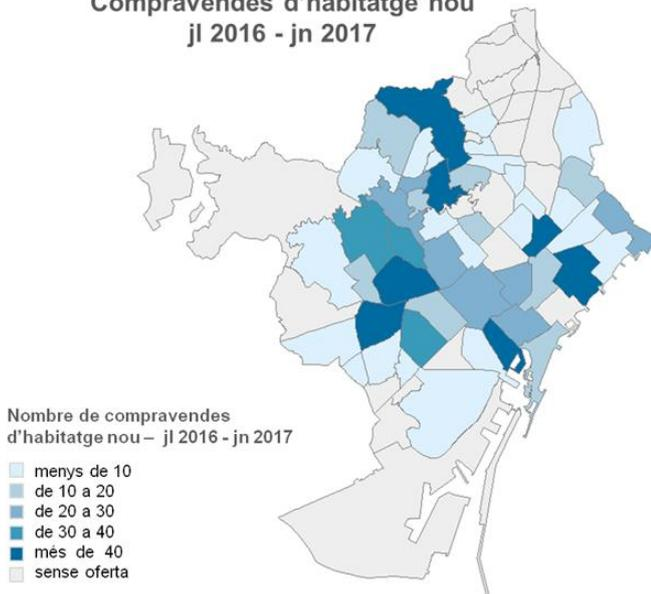 Compravendes d'habitatge nou
jl 2016 - jn 2017
Nombre de compravendes
d'habitatge nou – jl 2016 - jn 2017
menys de 10
de 10 a 20
de 20 a 30
de 30 a 40
més de 40
sense oferta